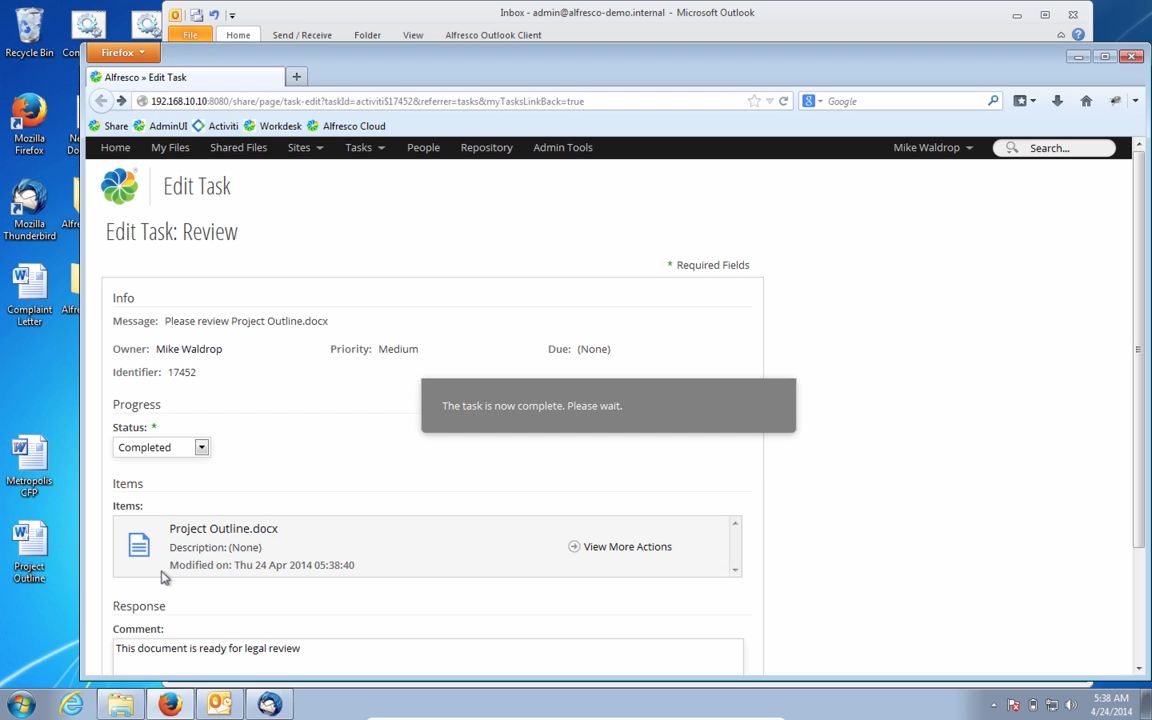 Inbox - admin@alfresco-demo.internal - Microsoft Outlook
File Home Send / Receive Folder View Alfresco Outlook Client
Firefox
Alfresco » Edit Task
192.168.10.10:8080/share/page/task-edit?taskId=activiti$17452&referrer=tasks&myTasksLinkBack=true
Google
Share AdminUI Activiti Workdesk Alfresco Cloud
Home My Files Shared Files Sites Tasks People Repository Admin Tools Mike Waldrop Search...
Edit Task
Edit Task: Review
* Required Fields
Info
Message: Please review Project Outline.docx
Owner: Mike Waldrop Priority: Medium Due: (None)
Identifier: 17452
Progress
The task is now complete. Please wait.
Status: *
Completed
Items
Items:
Project Outline.docx
Description: (None)
View More Actions
Modified on: Thu 24 Apr 2014 05:38:40
Response
Comment:
This document is ready for legal review
Recycle Bin
Mozilla
Firefox
Mozilla
Thunderbird
Complaint
Letter
Metropolis
CFP
Project
Outline
5:38 AM
4/24/2014